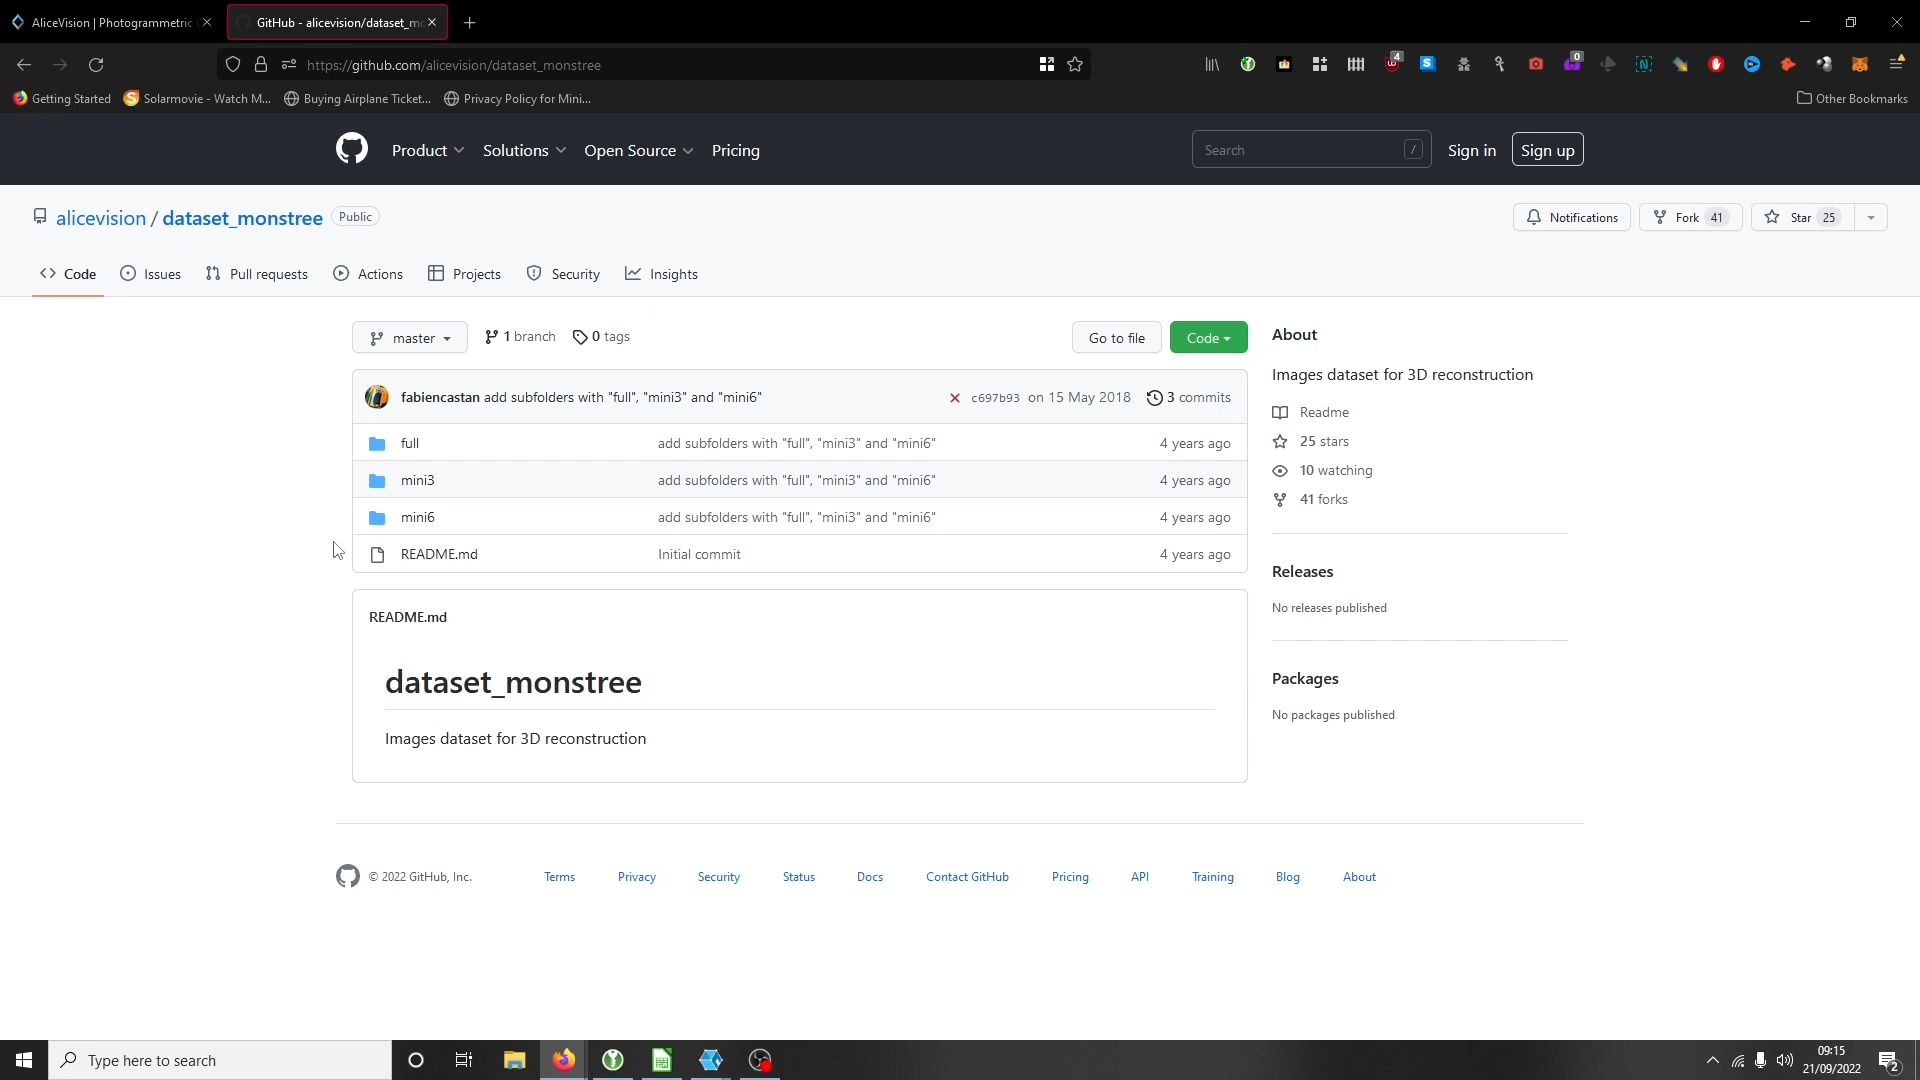 AliceVision | Photogrammetric
GitHub - alicevision/dataset_m
https://github.com/alicevision/dataset_monstree
4
0
Getting Started
Solarmovie - Watch M...
Buying Airplane Ticket...
Privacy Policy for Mini...
Other Bookmarks
Product
Solutions
Open Source
Pricing
Search
/
Sign in
Sign up
alicevision / dataset_monstree
Public
Notifications
Fork 41
Star 25
Code
Issues
Pull requests
Actions
Projects
Security
Insights
master
1 branch
0 tags
Go to file
Code
fabiencastan add subfolders with "full", "mini3" and "mini6"
c697b93 on 15 May 2018
3 commits
full
add subfolders with "full", "mini3" and "mini6"
4 years ago
mini3
add subfolders with "full", "mini3" and "mini6"
4 years ago
mini6
add subfolders with "full", "mini3" and "mini6"
4 years ago
README.md
Initial commit
4 years ago
README.md
dataset_monstree
Images dataset for 3D reconstruction
About
Images dataset for 3D reconstruction
Readme
25 stars
10 watching
41 forks
Releases
No releases published
Packages
No packages published
© 2022 GitHub, Inc.
Terms
Privacy
Security
Status
Docs
Contact GitHub
Pricing
API
Training
Blog
About
Type here to search
09:15
21/09/2022
2